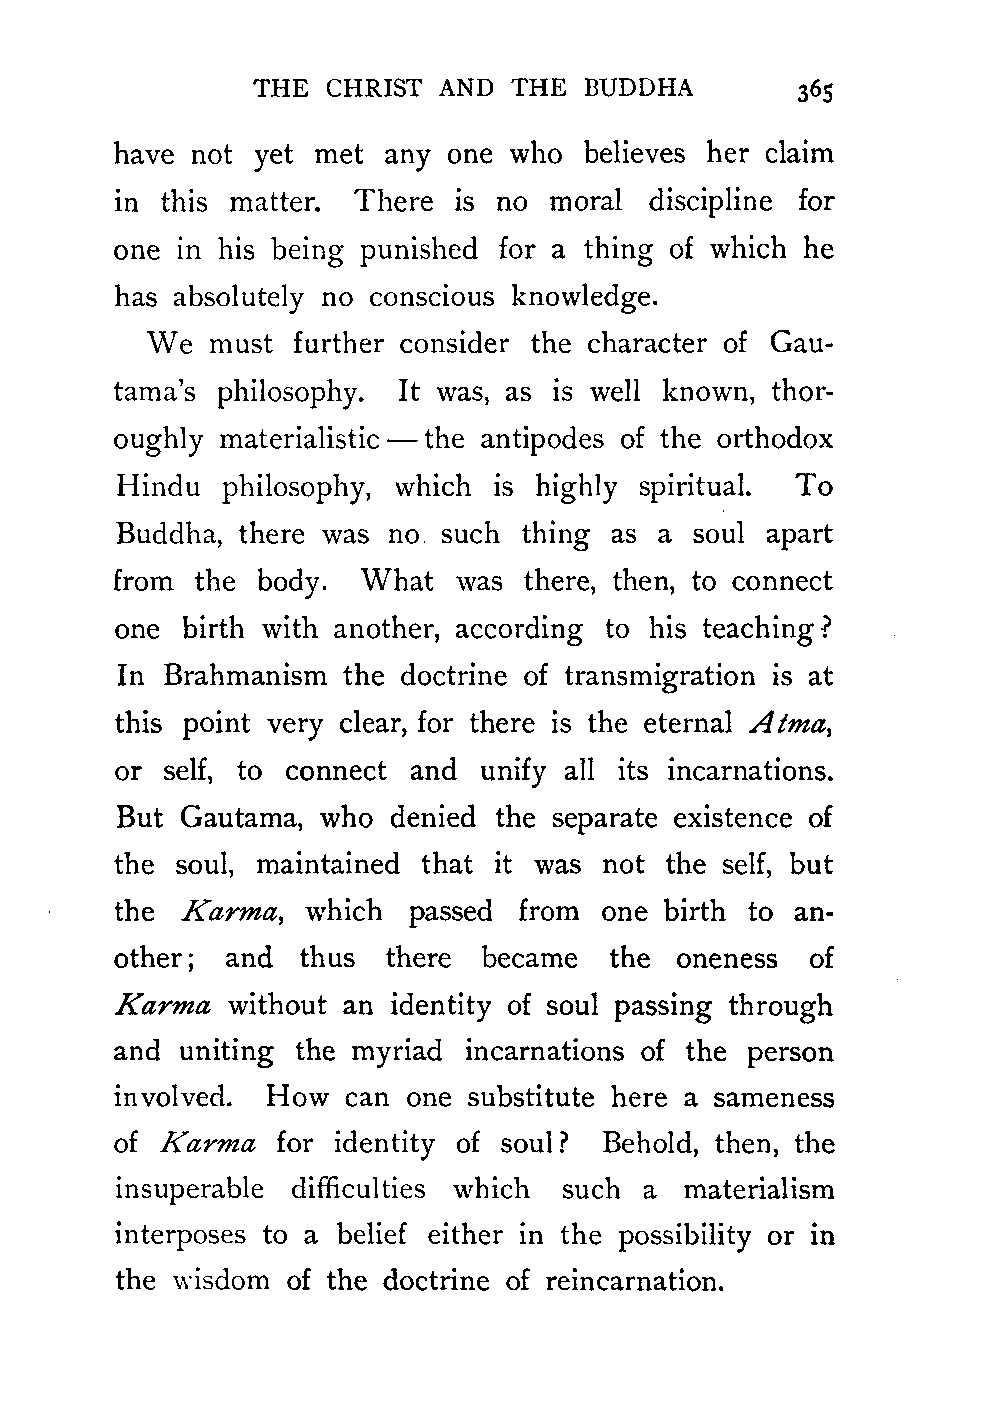 THE CHRIST AND THE BUDDHA 365
have not yet met any one who believes her claim
in this matter. There is no moral discipline for
one in his being punished for a thing of which he
has absolutely no conscious knowledge.
We must further consider the character of Gau-
tama's philosophy. It was, as is well known, thor-
oughly materialistic — the antipodes of the orthodox
Hindu philosophy, which is highly spiritual. To
Buddha, there was no such thing as a soul apart
from the body. What was there, then, to connect
one birth with another, according to his teaching?
In Brahmanism the doctrine of transmigration is at
this point very clear, for there is the eternal Atma,
or self, to connect and unify all its incarnations.
But Gautama, who denied the separate existence of
the soul, maintained that it was not the self, but
the Karma, which passed from one birth to an-
other; and thus there became the oneness of
Karma without an identity of soul passing through
and uniting the myriad incarnations of the person
involved. How can one substitute here a sameness
of Karma for identity of soul? Behold, then, the
insuperable difficulties which such a materialism
interposes to a belief either in the possibility or in
the wisdom of the doctrine of reincarnation.